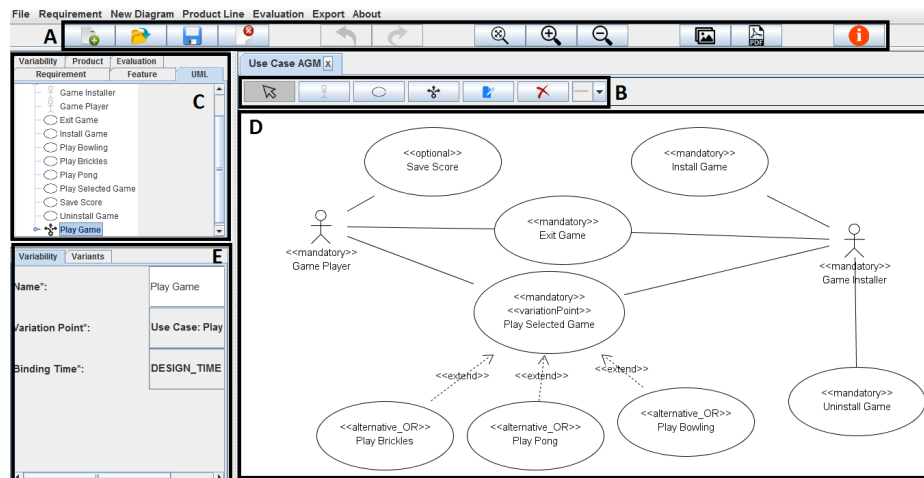 File Requirement New Diagram Product Line Evaluation Export About
A
PDF
Variability Product Evaluation
Requirement Feature UML
C
Game Installer
Game Player
Exit Game
Install Game
Play Bowling
Play Brickles
Play Pong
Play Selected Game
Save Score
Uninstall Game
Play Game
Use Case AGM x
B
D
<<optional>>
Save Score
<<mandatory>>
Install Game
<<mandatory>>
Exit Game
<<mandatory>>
Game Player
<<mandatory>>
Game Installer
<<mandatory>>
<<variationPoint>>
Play Selected Game
<<extend>>
<<extend>>
<<extend>>
<<alternative_OR>>
Play Brickles
<<alternative_OR>>
Play Pong
<<alternative_OR>>
Play Bowling
<<mandatory>>
Uninstall Game
Variability Variants
E
Name*: Play Game
Variation Point*: Use Case: Play
Binding Time*: DESIGN_TIME